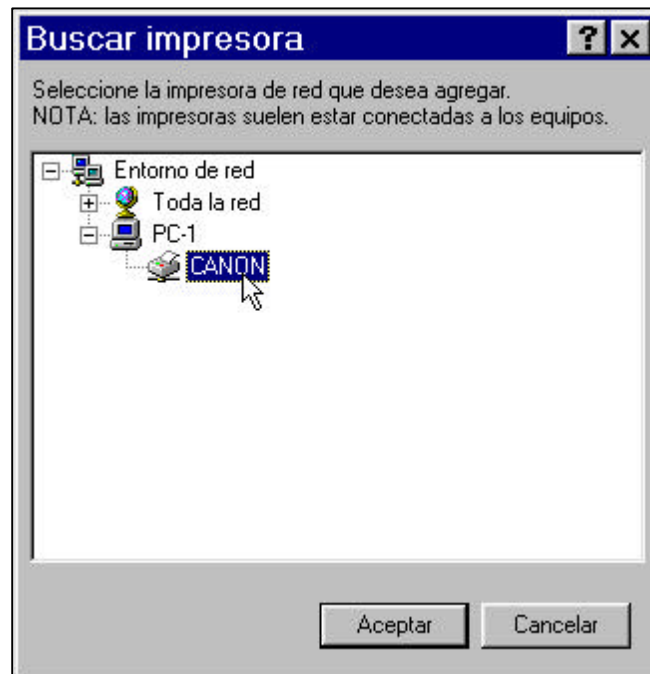 Buscar impresora
Seleccione la impresora de red que desea agregar.
NOTA: las impresoras suelen estar conectadas a los equipos.
Entorno de red
Toda la red
PC-1
CANON
Aceptar Cancelar